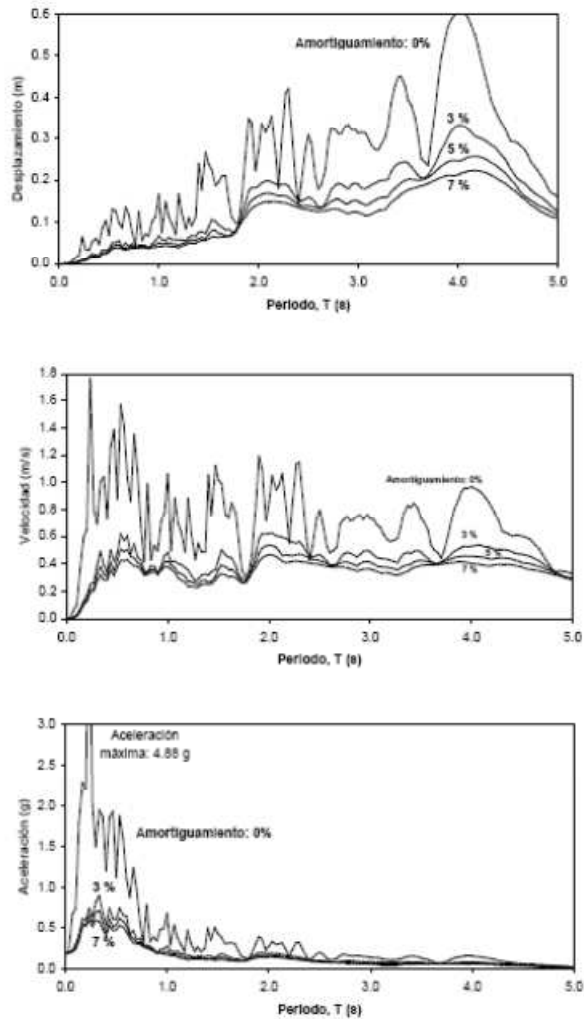 0.6
Amortiguamiento: 0%
0.5
0.4
3 %
0.3
5 %
0.2
7 %
0.1
0.0
Desplazamiento (m)
0.0 1.0 2.0 3.0 4.0 5.0
Periodo, T (s)
1.8
1.6
1.4
1.2
1.0
Amortiguamiento: 0%
0.8
0.6
3 %
5 %
0.4
7 %
0.2
0.0
Velocidad (m/s)
0.0 1.0 2.0 3.0 4.0 5.0
Periodo, T (s)
3.0
Aceleración
máxima: 4.88 g
2.5
2.0
Amortiguamiento: 0%
1.5
1.0
3 %
0.5
7 %
0.0
Aceleración (g)
0.0 1.0 2.0 3.0 4.0 5.0
Periodo, T (s)